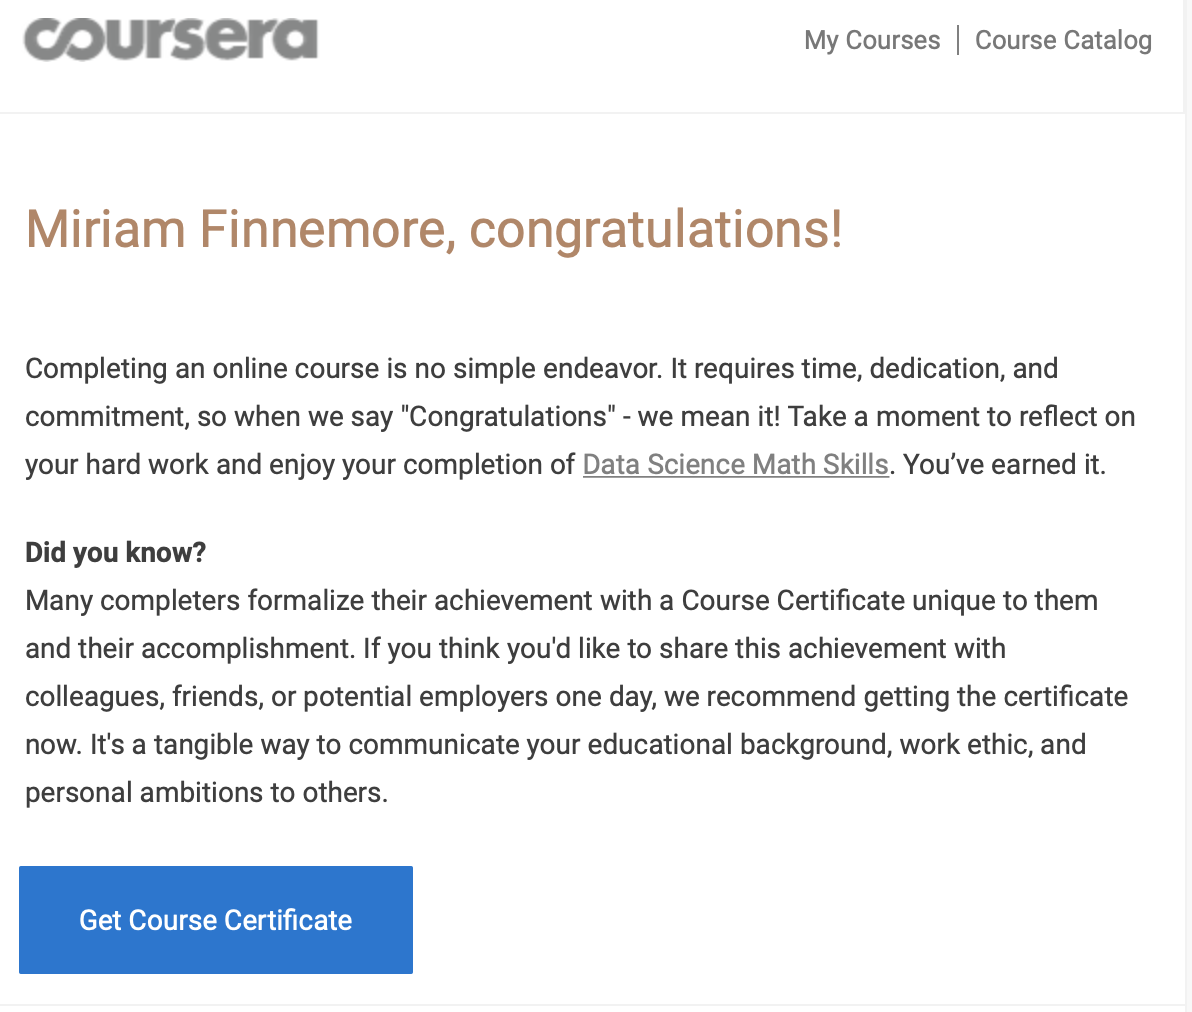 coursera
My Courses | Course Catalog
Miriam Finnemore, congratulations!
Completing an online course is no simple endeavor. It requires time, dedication, and
commitment, so when we say "Congratulations" - we mean it! Take a moment to reflect on
your hard work and enjoy your completion of Data Science Math Skills. You’ve earned it.
Did you know?
Many completers formalize their achievement with a Course Certificate unique to them
and their accomplishment. If you think you'd like to share this achievement with
colleagues, friends, or potential employers one day, we recommend getting the certificate
now. It's a tangible way to communicate your educational background, work ethic, and
personal ambitions to others.
Get Course Certificate